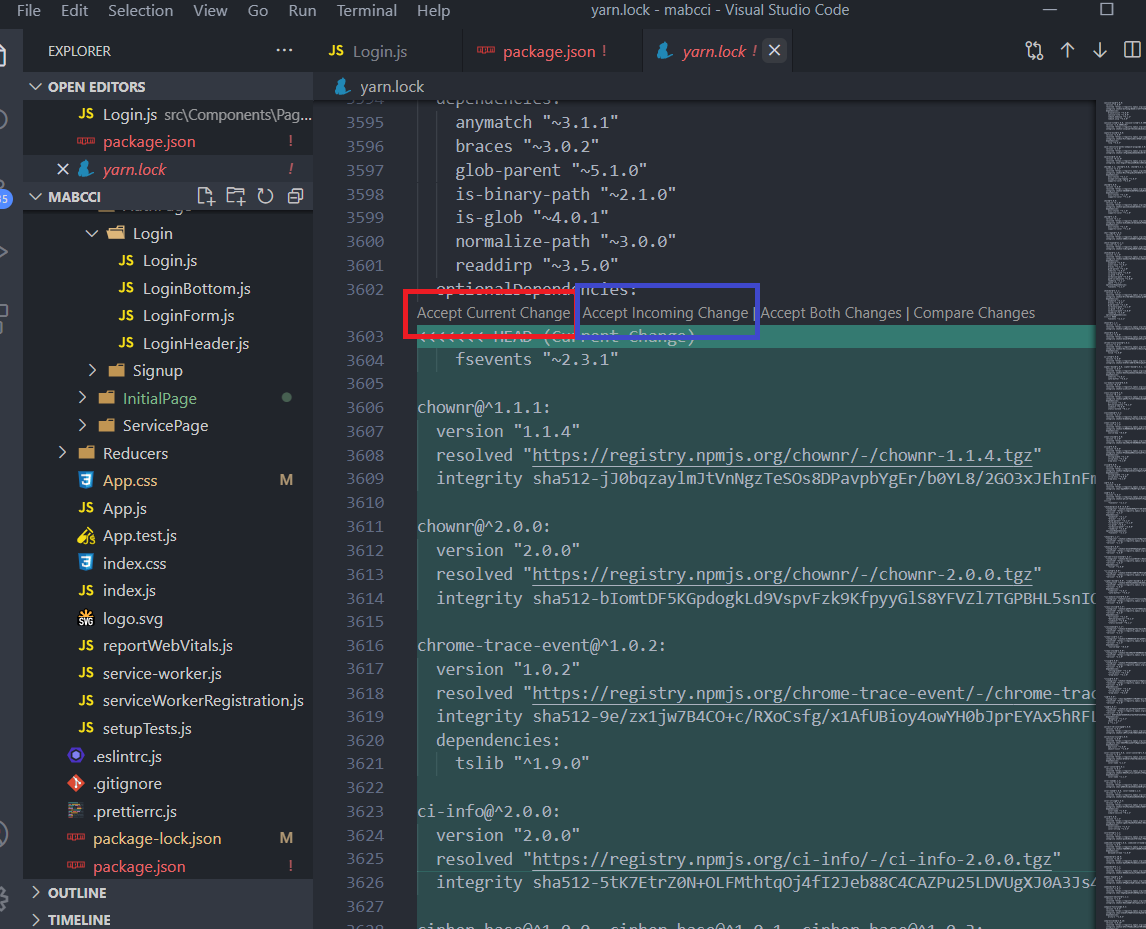 File Edit Selection View Go Run Terminal Help
yarn.lock - mabcci - Visual Studio Code
EXPLORER
JS Login.js
package.json !
yarn.lock !
OPEN EDITORS
JS Login.js src\Components\Pag...
package.json !
yarn.lock !
MABCCI
Login
JS Login.js
JS LoginBottom.js
JS LoginForm.js
JS LoginHeader.js
Signup
InitialPage
ServicePage
Reducers
App.css M
JS App.js
App.test.js
index.css
JS index.js
logo.svg
JS reportWebVitals.js
JS service-worker.js
JS serviceWorkerRegistration.js
JS setupTests.js
.eslintrc.js
.gitignore
.prettierrc.js
package-lock.json M
package.json !
OUTLINE
TIMELINE
yarn.lock
dependencies:
3595 anymatch "~3.1.1"
3596 braces "~3.0.2"
3597 glob-parent "~5.1.0"
3598 is-binary-path "~2.1.0"
3599 is-glob "~4.0.1"
3600 normalize-path "~3.0.0"
3601 readdirp "~3.5.0"
3602 optionalDependencies:
Accept Current Change | Accept Incoming Change | Accept Both Changes | Compare Changes
3603 <<<<<<< HEAD (Current Change)
3604 fsevents "~2.3.1"
3605
3606 chownr@^1.1.1:
3607 version "1.1.4"
3608 resolved "https://registry.npmjs.org/chownr/-/chownr-1.1.4.tgz"
3609 integrity sha512-jJ0bqzaylmJtVnNgzTeSOs8DPavpbYgEr/b0YL8/2GO3xJEhInFm
3610
3611 chownr@^2.0.0:
3612 version "2.0.0"
3613 resolved "https://registry.npmjs.org/chownr/-/chownr-2.0.0.tgz"
3614 integrity sha512-bIomtDF5KGpdogkLd9VspvFzk9KfpyyGlS8YFVZl7TGPBHL5snIO
3615
3616 chrome-trace-event@^1.0.2:
3617 version "1.0.2"
3618 resolved "https://registry.npmjs.org/chrome-trace-event/-/chrome-trac
3619 integrity sha512-9e/zx1jw7B4CO+c/RXoCsfg/x1AfUBioy4owYH0bJprEYAx5hRFL
3620 dependencies:
3621 tslib "^1.9.0"
3622
3623 ci-info@^2.0.0:
3624 version "2.0.0"
3625 resolved "https://registry.npmjs.org/ci-info/-/ci-info-2.0.0.tgz"
3626 integrity sha512-5tK7EtrZ0N+OLFMthtqOj4fI2Jeb88C4CAZPu25LDVUgXJ0A3Js4
3627